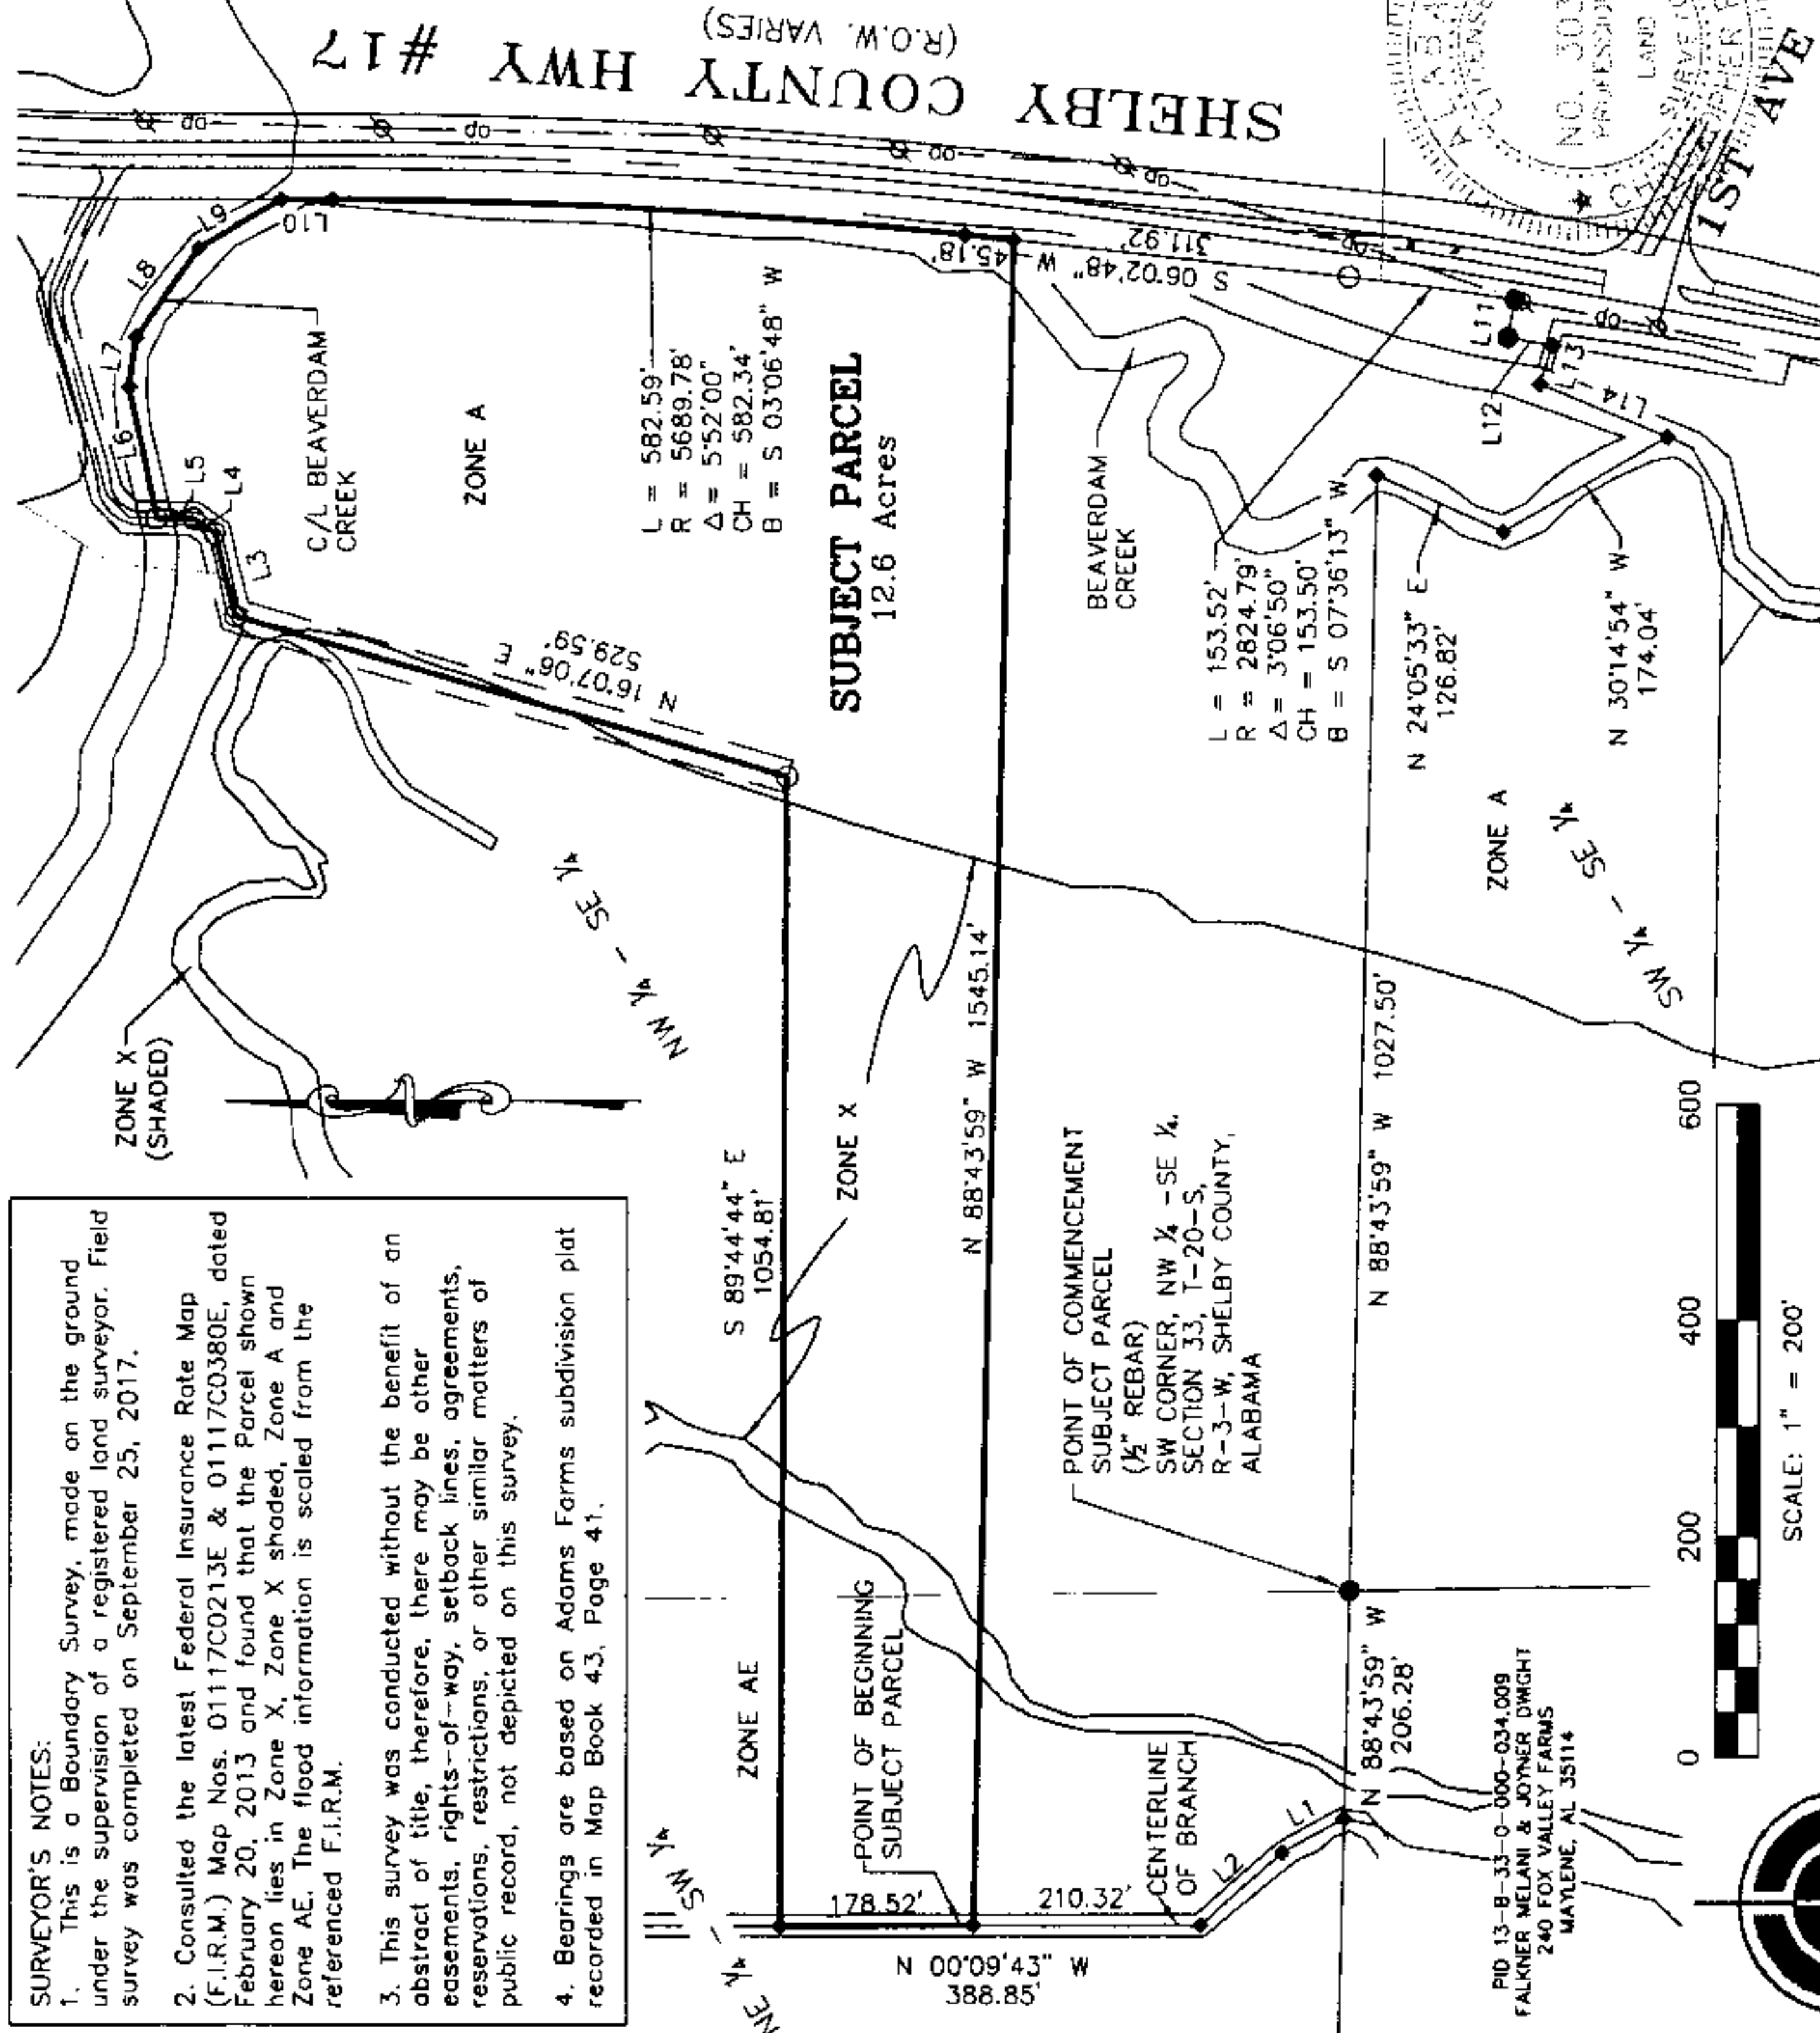 SURVEYOR'S NOTES:
1. This is a Boundary Survey, made on the ground
under the supervision of a registered land surveyor. Field
survey was completed on September 25, 2017.
2. Consulted the latest Federal Insurance Rate Map
(F.I.R.M.) Map Nos. 01117C0213E & 01117C0380E, dated
February 20, 2013 and found that the Parcel shown
hereon lies in Zone X, Zone X shaded, Zone A and
Zone AE. The flood information is scaled from the
referenced F.I.R.M.
3. This survey was conducted without the benefit of an
abstract of title, therefore, there may be other
easements, rights-of-way, setback lines, agreements,
reservations, restrictions, or other similar matters of
public record, not depicted on this survey.
4. Bearings are based on Adams Farms subdivision plat
recorded in Map Book 43, Page 41.
ZONE X
(SHADED)
L3
L4
L5
L6
L7
L8
L9
L10
C/L BEAVERDAM
CREEK
ZONE A
SHELBY COUNTY HWY #17
(R.O.W. VARIES)
op
op
op
op
op
op
L = 582.59'
R = 5689.78'
Δ = 5°52'00"
CH = 582.34'
B = S 03°06'48" W
N 16°07'06" E
529.59'
NW ¼ - SE ¼
SUBJECT PARCEL
12.6 Acres
S 89°44'44" E
1054.81'
ZONE X
ZONE AE
N 88°43'59" W 1545.14'
45.18'
S 06°02'48" W
311.92'
BEAVERDAM
CREEK
NE ¼ - SW ¼
178.52'
POINT OF BEGINNING
SUBJECT PARCEL
210.32'
N 00°09'43" W
388.85'
CENTERLINE
OF BRANCH
L2
L1
POINT OF COMMENCEMENT
SUBJECT PARCEL
(½" REBAR)
SW CORNER, NW ¼ -SE ¼,
SECTION 33, T-20-S,
R-3-W, SHELBY COUNTY,
ALABAMA
L = 153.52'
R = 2824.79'
Δ = 3°06'50"
CH = 153.50'
B = S 07°36'13" W
N 88°43'59" W
206.28'
N 88°43'59" W 1027.50'
N 24°05'33" E
126.82'
N 30°14'54" W
174.04'
L11
L12
L13
L14
ZONE A
SW ¼ - SE ¼
1ST AVE
NO. 303
PROFESSIO
LAND
PID 13-8-33-0-000-034.009
FALKNER MELANI & JOYNER DWIGHT
240 FOX VALLEY FARMS
MAYLENE, AL 35114
0 200 400 600
SCALE: 1" = 200'